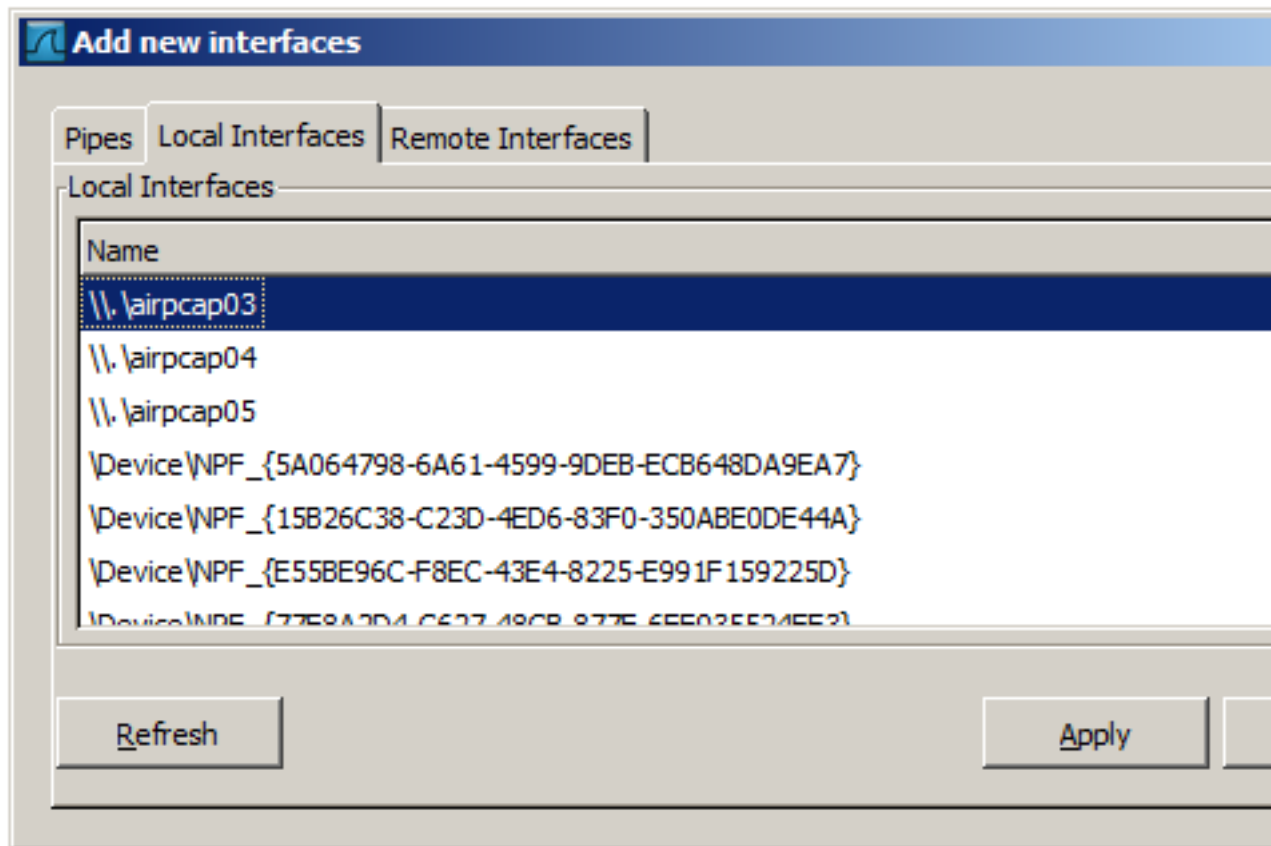 Add new interfaces
Pipes Local Interfaces Remote Interfaces
Local Interfaces
Name
\\.\airpcap03
\\.\airpcap04
\\.\airpcap05
\Device\NPF_{5A064798-6A61-4599-9DEB-ECB648DA9EA7}
\Device\NPF_{15B26C38-C23D-4ED6-83F0-350ABE0DE44A}
\Device\NPF_{E55BE96C-F8EC-43E4-8225-E991F159225D}
Refresh Apply